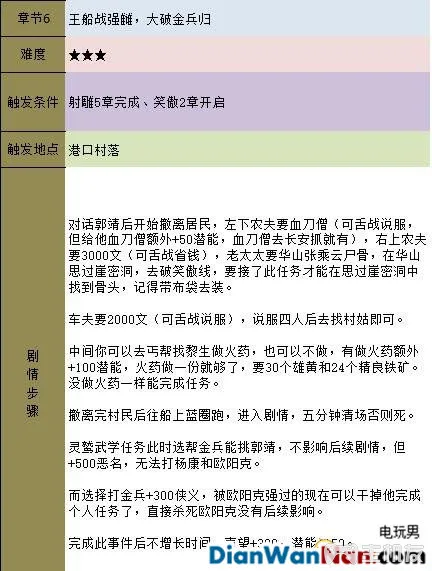 章节6
王船战强雠，大破金兵归
难度
★★★
触发条件
射雕5章完成、笑傲2章开启
触发地点
港口村落
剧情步骤
对话郭靖后开始撤离居民，左下农夫要血刀僧（可舌战说服，
但给他血刀僧额外+50潜能，血刀僧去长安抓就有），右上农夫
要3000文（可舌战省钱），老太太要华山张乘云尸骨，在华山
思过崖密洞，去破笑傲线，要接了此任务才能在思过崖密洞中
找到骨头，记得带布袋去装。
车夫要2000文（可舌战说服），说服四人后去找村姑即可。
中间你可以去丐帮找黎生做火药，也可以不做，有做火药额外
+100潜能，火药做一份就够了，要30个雄黄和24个精良铁矿。
没做火药一样能完成任务。
撤离完村民后往船上蓝圈跑，进入剧情，五分钟清场否则死。
灵鹫武学任务此时选帮金兵能挑郭靖，不影响后续剧情，但
+500恶名，无法打杨康和欧阳克。
而选择打金兵+300侠义，被欧阳克强过的现在可以干掉他完成
个人任务了，直接杀死欧阳克没有后续影响。
完成此事件后不增长时间，声望+200，潜能
电玩男
DianWanNan.Com